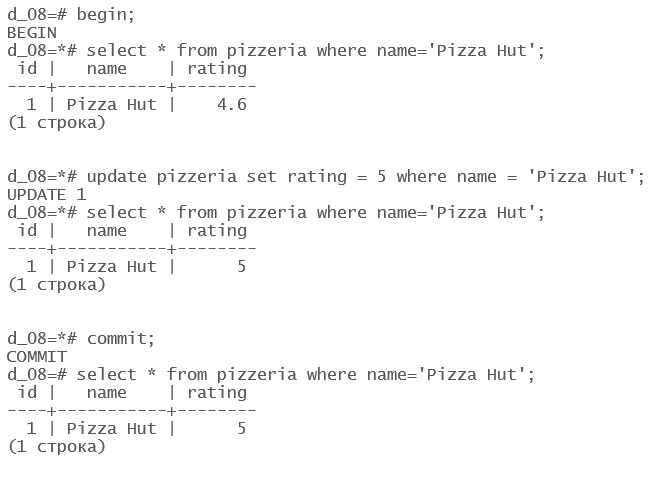 d_08=# begin;
BEGIN
d_08=*# select * from pizzeria where name='Pizza Hut';
 id |   name    | rating
----+-----------+--------
  1 | Pizza Hut |    4.6
(1 строка)
d_08=*# update pizzeria set rating = 5 where name = 'Pizza Hut';
UPDATE 1
d_08=*# select * from pizzeria where name='Pizza Hut';
 id |   name    | rating
----+-----------+--------
  1 | Pizza Hut |      5
(1 строка)
d_08=*# commit;
COMMIT
d_08=# select * from pizzeria where name='Pizza Hut';
 id |   name    | rating
----+-----------+--------
  1 | Pizza Hut |      5
(1 строка)